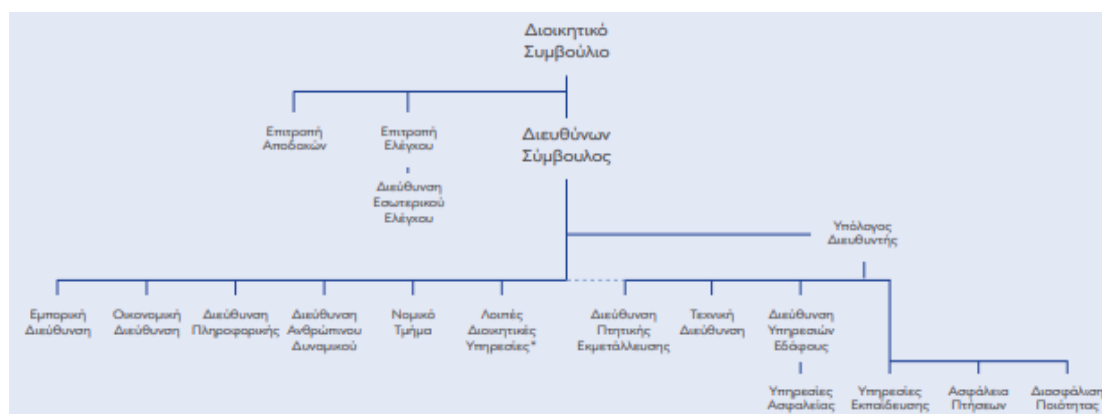 Διοικητικό
Συμβούλιο
Επιτροπή
Αποδοχών
Επιτροπή
Ελέγχου
Διευθύνων
Σύμβουλος
Διεύθυνση
Εσωτερικού
Ελέγχου
Υπόλογος
Διευθυντής
Εμπορική
Διεύθυνση
Οικονομική
Διεύθυνση
Διεύθυνση
Πληροφορικής
Διεύθυνση
Ανθρώπινου
Δυναμικού
Νομικό
Τμήμα
Λοιπές
Διοικητικές
Υπηρεσίες*
Διεύθυνση
Πτητικής
Εκμετάλλευσης
Τεχνική
Διεύθυνση
Διεύθυνση
Υπηρεσιών
Εδάφους
Υπηρεσίες
Ασφαλείας
Υπηρεσίες
Εκπαίδευσης
Ασφάλεια
Πτήσεων
Διασφάλιση
Ποιότητας